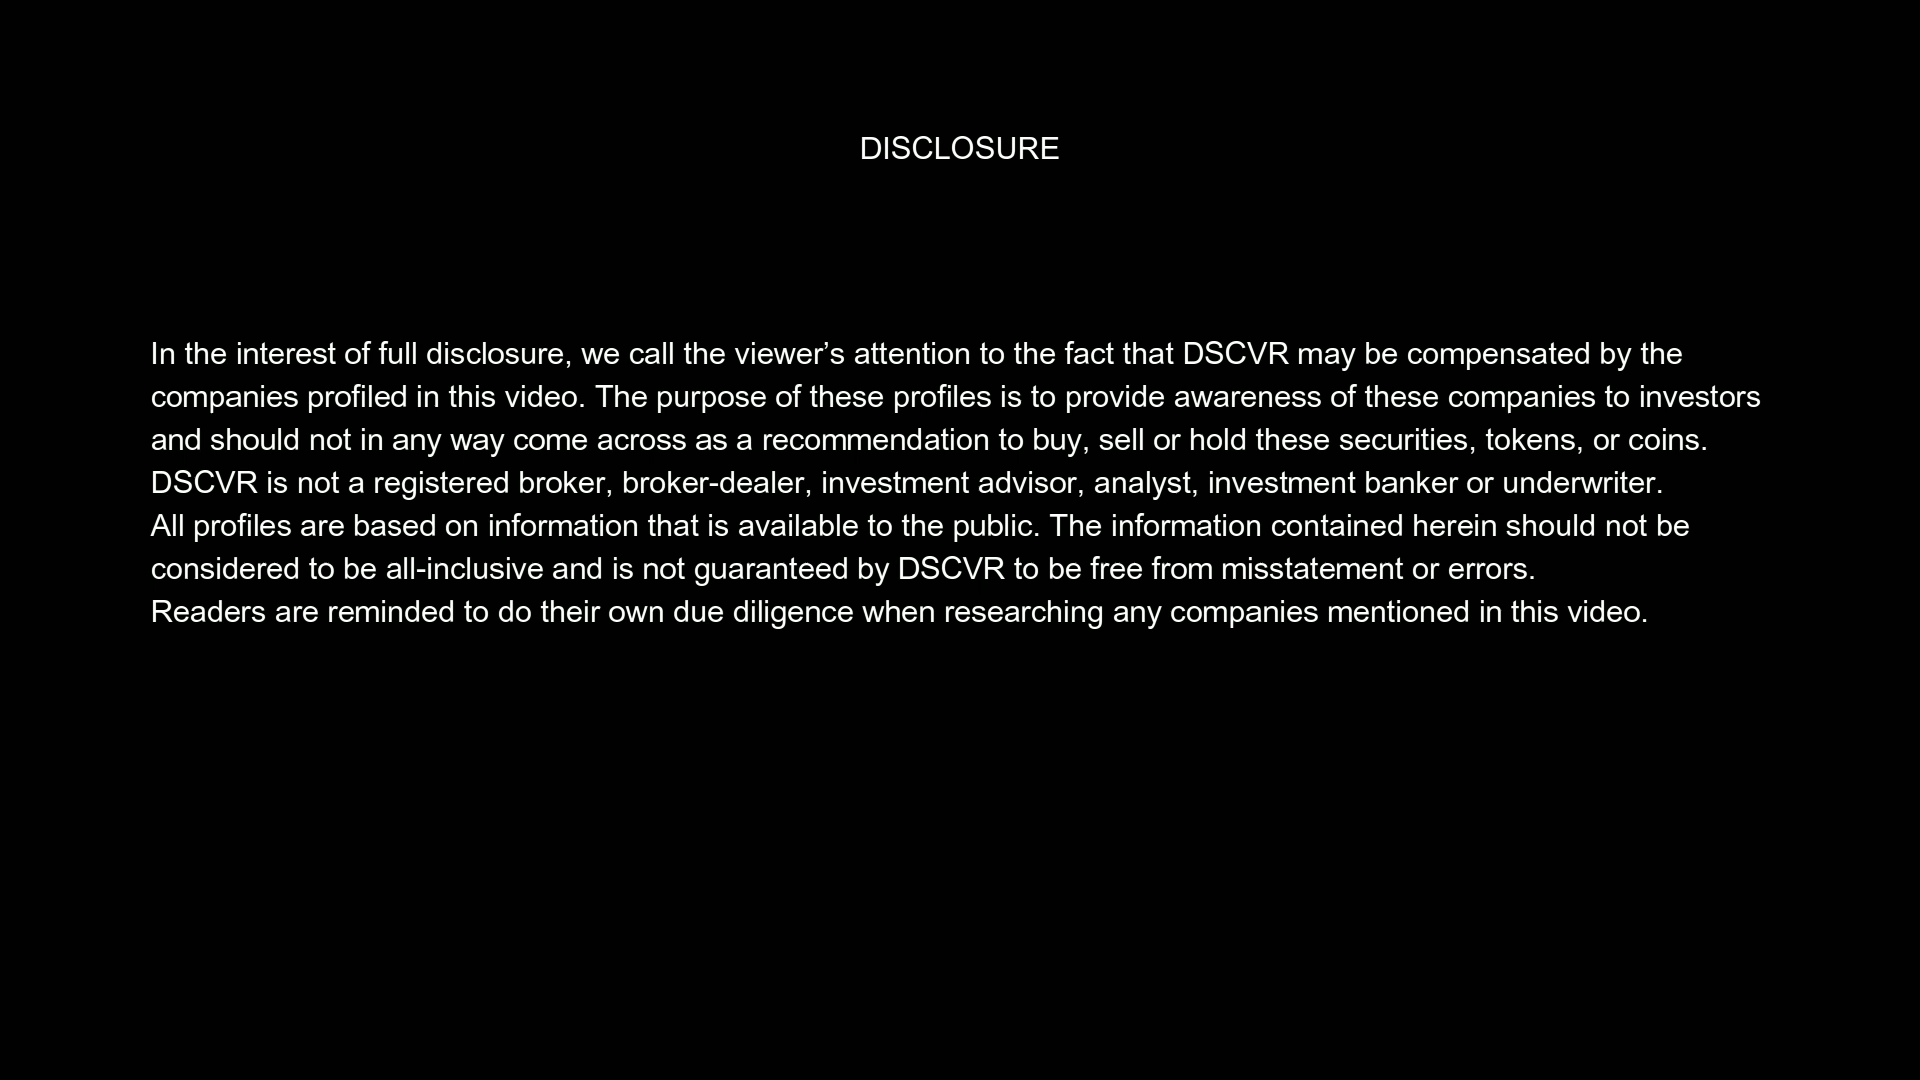 DISCLOSURE
In the interest of full disclosure, we call the viewer’s attention to the fact that DSCVR may be compensated by the
companies profiled in this video. The purpose of these profiles is to provide awareness of these companies to investors
and should not in any way come across as a recommendation to buy, sell or hold these securities, tokens, or coins.
DSCVR is not a registered broker, broker-dealer, investment advisor, analyst, investment banker or underwriter.
All profiles are based on information that is available to the public. The information contained herein should not be
considered to be all-inclusive and is not guaranteed by DSCVR to be free from misstatement or errors.
Readers are reminded to do their own due diligence when researching any companies mentioned in this video.